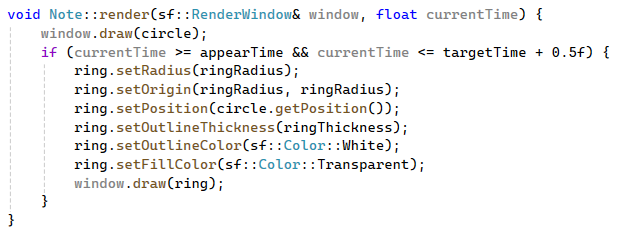 void Note::render(sf::RenderWindow& window, float currentTime) {
    window.draw(circle);
    if (currentTime >= appearTime && currentTime <= targetTime + 0.5f) {
        ring.setRadius(ringRadius);
        ring.setOrigin(ringRadius, ringRadius);
        ring.setPosition(circle.getPosition());
        ring.setOutlineThickness(ringThickness);
        ring.setOutlineColor(sf::Color::White);
        ring.setFillColor(sf::Color::Transparent);
        window.draw(ring);
    }
}